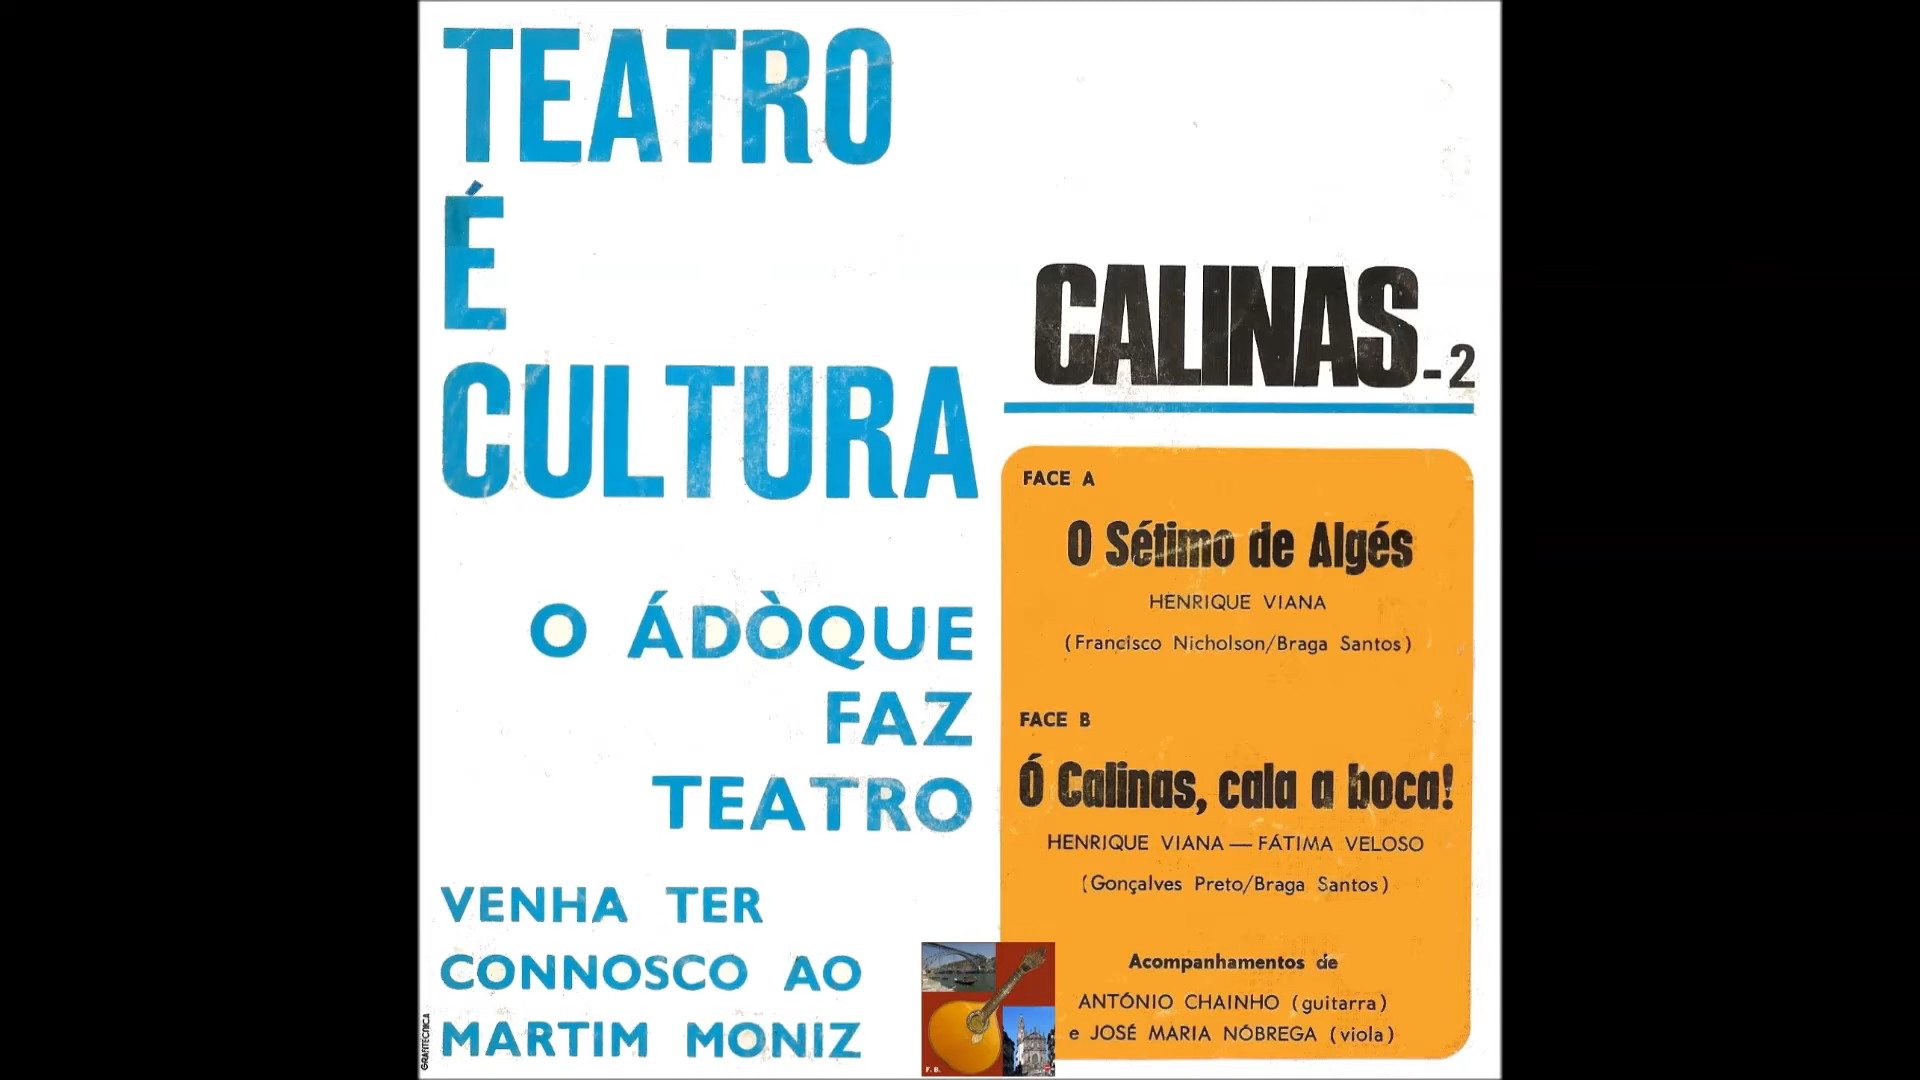 TEATRO
É
CULTURA
O ÁDÒQUE
FAZ
TEATRO
VENHA TER
CONNOSCO AO
MARTIM MONIZ
GRAFITÉCNICA
CALINAS-2
FACE A
O Sétimo de Algés
HENRIQUE VIANA
(Francisco Nicholson/Braga Santos)
FACE B
Ó Calinas, cala a boca!
HENRIQUE VIANA — FÁTIMA VELOSO
(Gonçalves Preto/Braga Santos)
Acompanhamentos de
ANTÓNIO CHAINHO (guitarra)
e JOSÉ MARIA NÓBREGA (viola)
F. B.